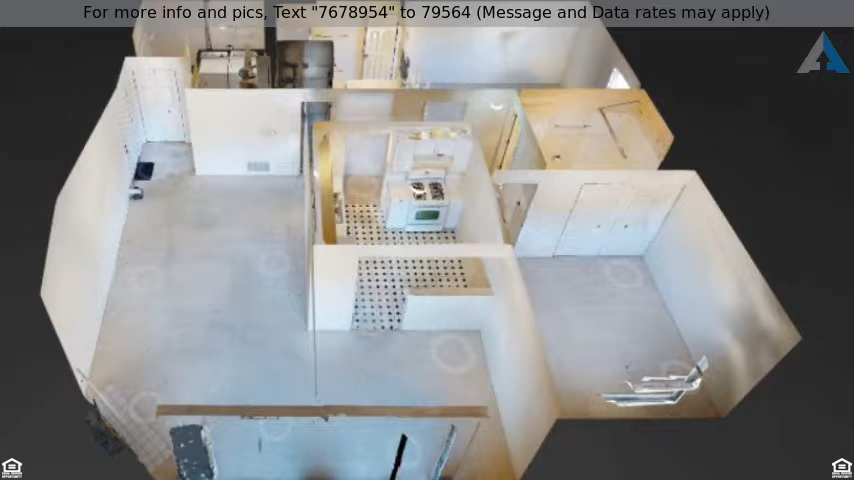 For more info and pics, Text "7678954" to 79564 (Message and Data rates may apply)